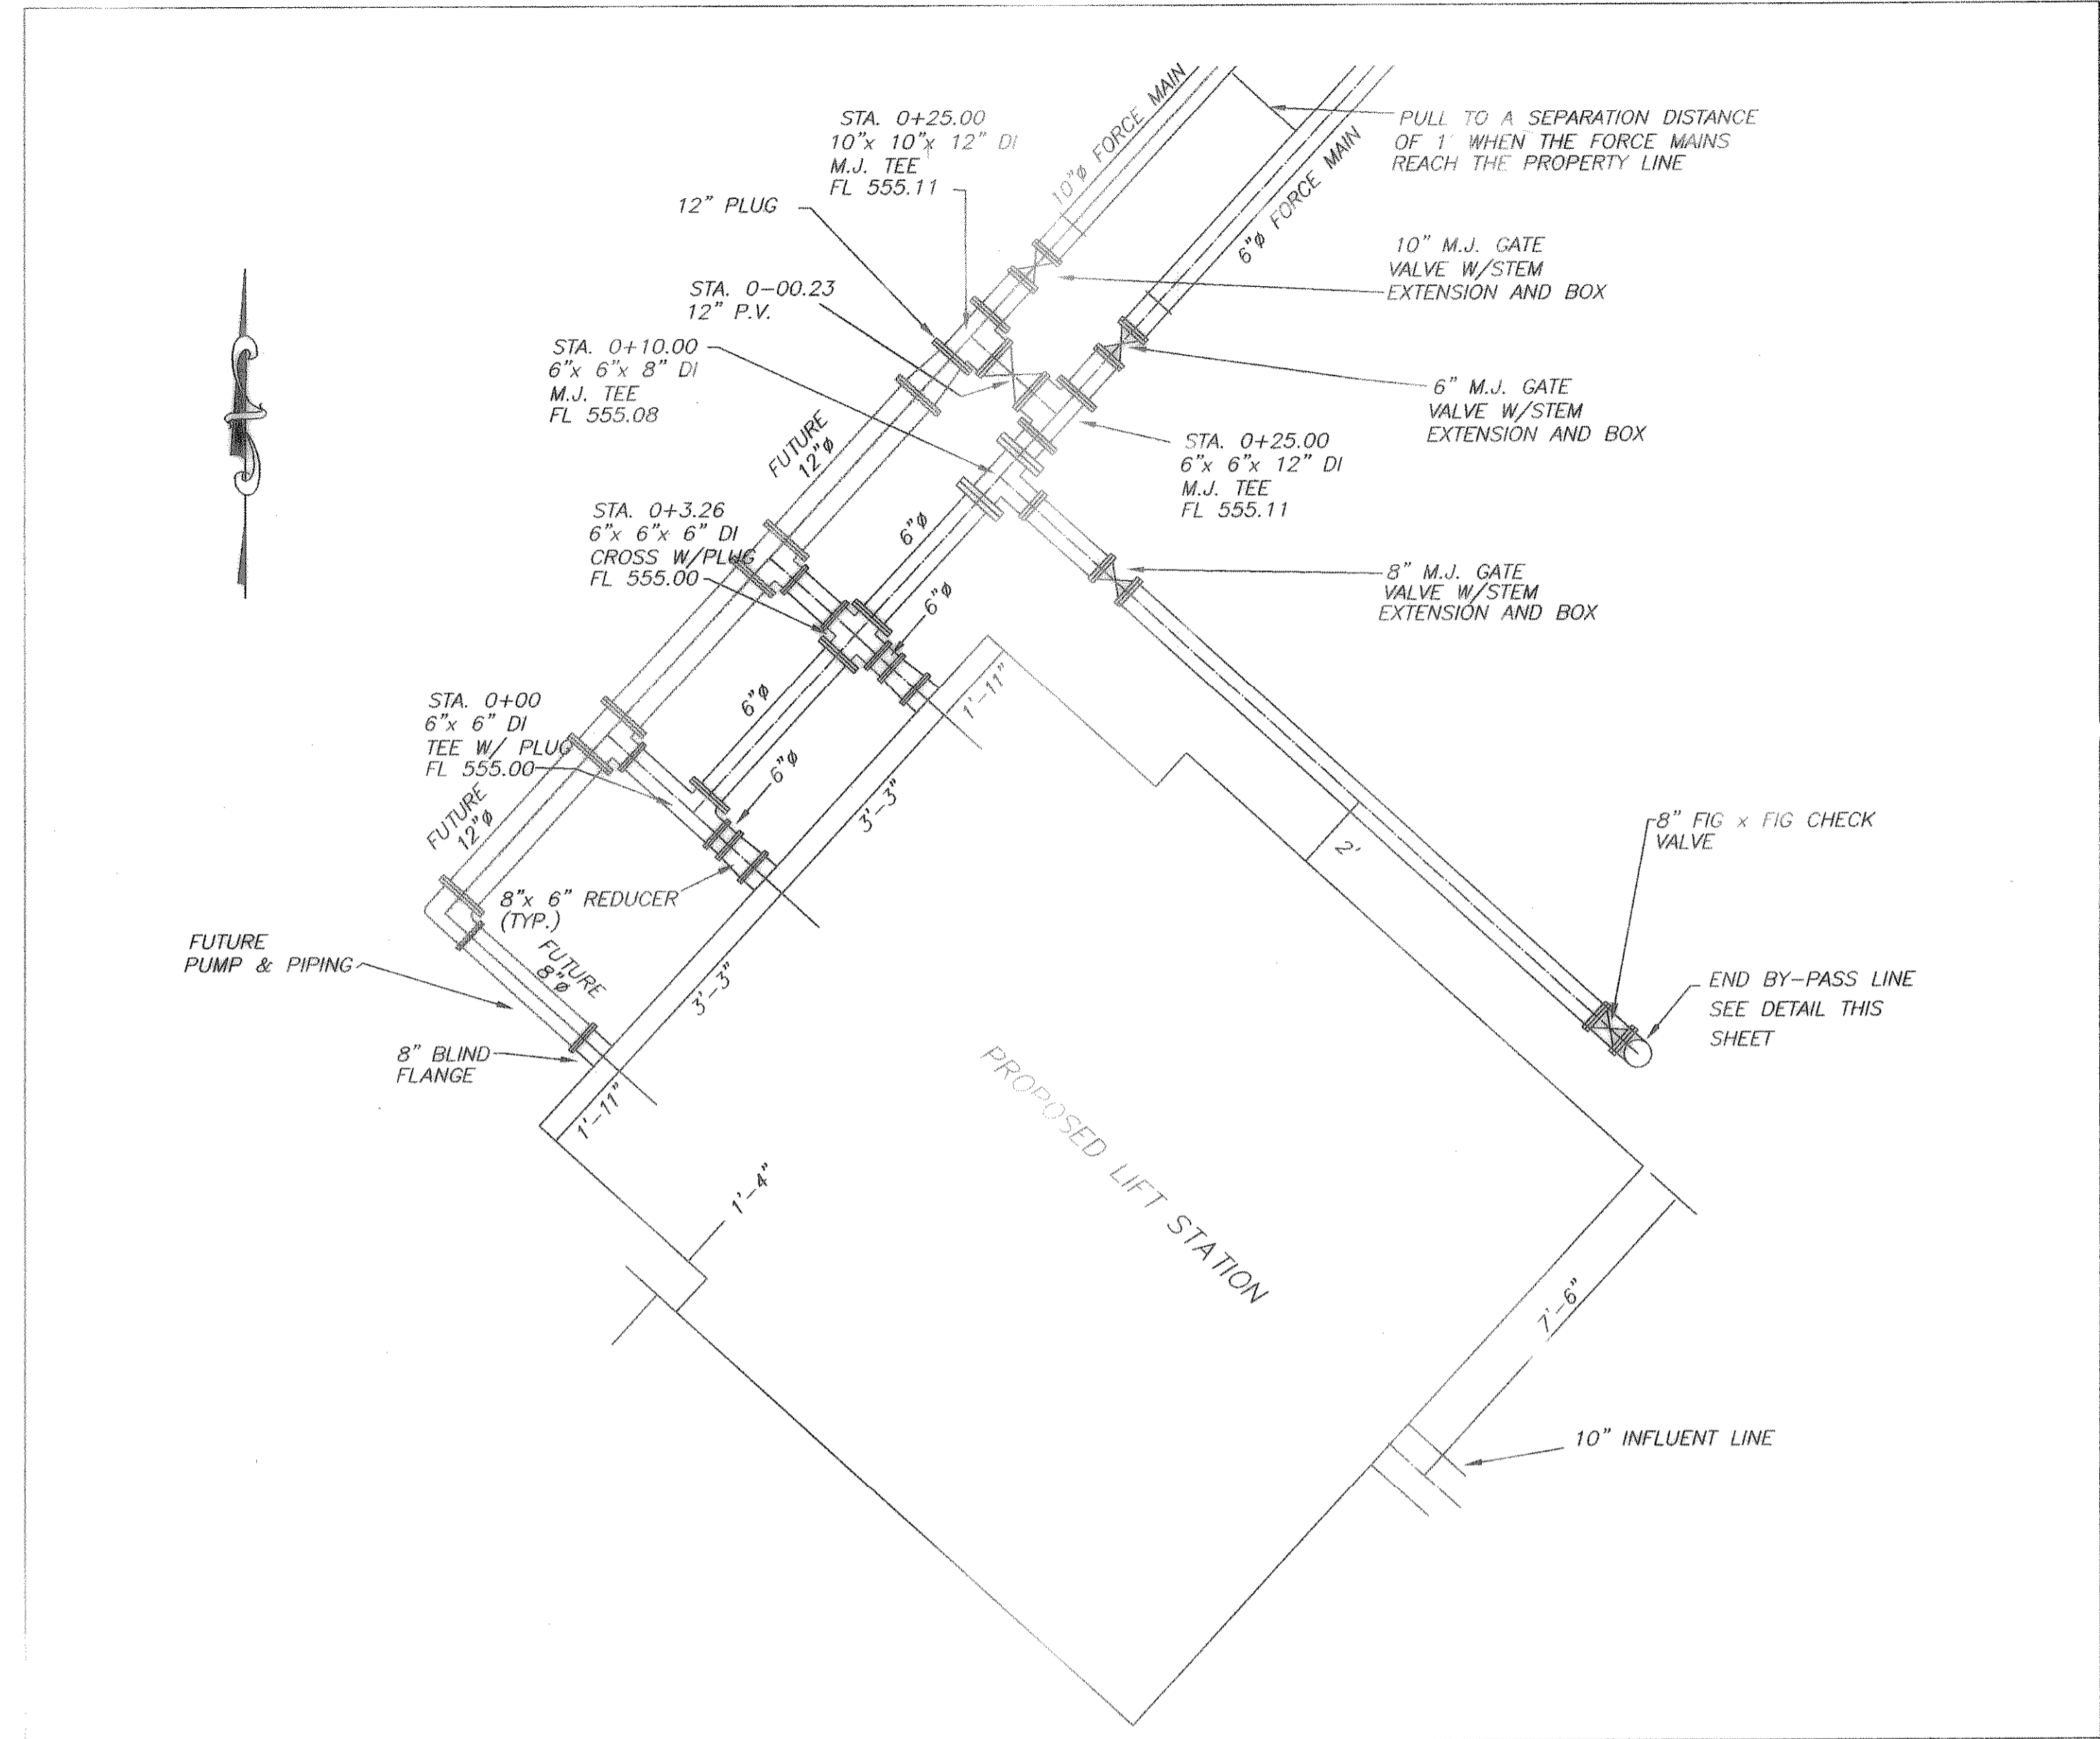 STA. 0+25.00
10"x 10"x 12" DI
M.J. TEE
FL 555.11
12" PLUG
10"ø FORCE MAIN
6"ø FORCE MAIN
PULL TO A SEPARATION DISTANCE
OF 1' WHEN THE FORCE MAINS
REACH THE PROPERTY LINE
10" M.J. GATE
VALVE W/STEM
EXTENSION AND BOX
STA. 0-00.23
12" P.V.
STA. 0+10.00
6"x 6"x 8" DI
M.J. TEE
FL 555.08
6" M.J. GATE
VALVE W/STEM
EXTENSION AND BOX
STA. 0+25.00
6"x 6"x 12" DI
M.J. TEE
FL 555.11
FUTURE
12"ø
STA. 0+3.26
6"x 6"x 6" DI
CROSS W/PLUG
FL 555.00
6"ø
6"ø
8" M.J. GATE
VALVE W/STEM
EXTENSION AND BOX
STA. 0+00
6"x 6" DI
TEE W/ PLUG
FL 555.00
6"ø
6"ø
1'-11"
3'-3"
FUTURE
12"ø
8"x 6" REDUCER
(TYP.)
2'
8" FIG x FIG CHECK
VALVE
FUTURE
PUMP & PIPING
FUTURE
8"ø
3'-3"
END BY-PASS LINE
SEE DETAIL THIS
SHEET
8" BLIND
FLANGE
1'-11"
1'-4"
PROPOSED LIFT STATION
7'-6"
10" INFLUENT LINE